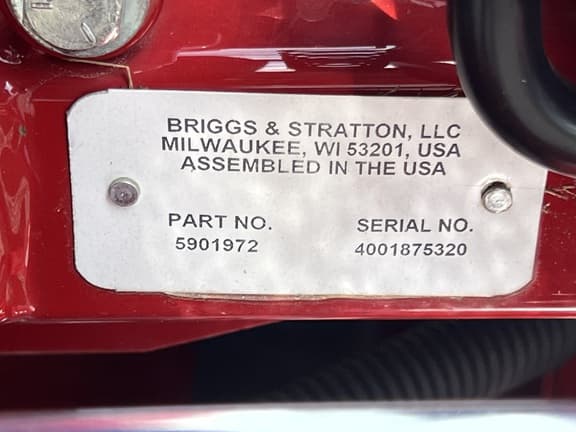 BRIGGS & STRATTON, LLC
MILWAUKEE, WI 53201, USA
ASSEMBLED IN THE USA
PART NO. SERIAL NO.
5901972 4001875320